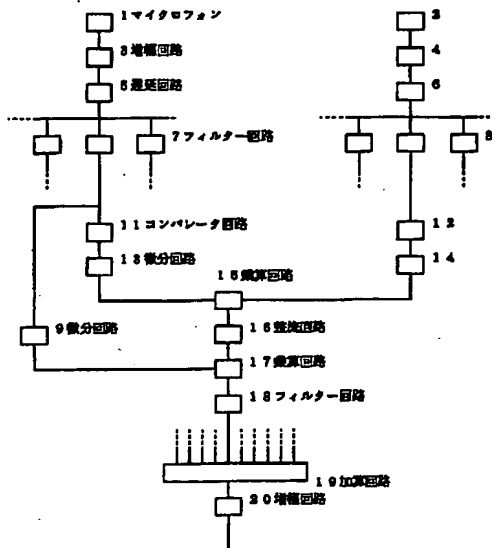 1マイクロフォン
2
3増幅回路
4
5遅延回路
6
7フィルター回路
8
11コンパレータ回路
12
13微分回路
14
15乗算回路
9微分回路
16整流回路
17乗算回路
18フィルター回路
19加算回路
20増幅回路